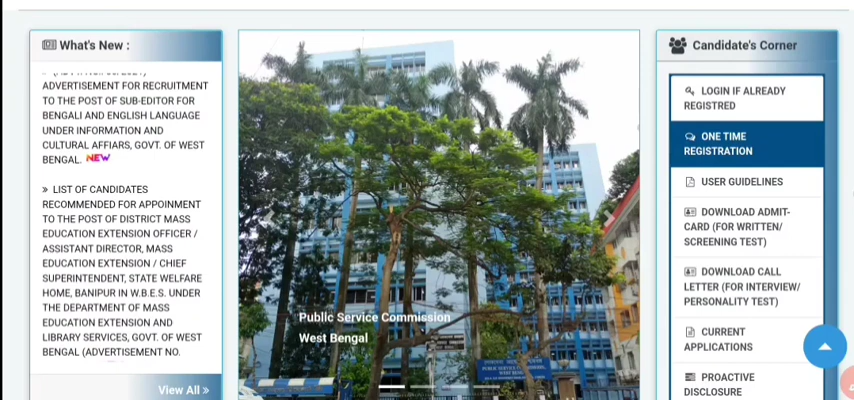 What's New :
ADVERTISEMENT FOR RECRUITMENT
TO THE POST OF SUB-EDITOR FOR
BENGALI AND ENGLISH LANGUAGE
UNDER INFORMATION AND
CULTURAL AFFIARS, GOVT. OF WEST
BENGAL. NEW
» LIST OF CANDIDATES
RECOMMENDED FOR APPOINMENT
TO THE POST OF DISTRICT MASS
EDUCATION EXTENSION OFFICER /
ASSISTANT DIRECTOR, MASS
EDUCATION EXTENSION / CHIEF
SUPERINTENDENT, STATE WELFARE
HOME, BANIPUR IN W.B.E.S. UNDER
THE DEPARTMENT OF MASS
EDUCATION EXTENSION AND
LIBRARY SERVICES, GOVT. OF WEST
BENGAL (ADVERTISEMENT NO.
View All »
Public Service Commission
West Bengal
Candidate's Corner
LOGIN IF ALREADY
REGISTRED
ONE TIME
REGISTRATION
USER GUIDELINES
DOWNLOAD ADMIT-
CARD (FOR WRITTEN/
SCREENING TEST)
DOWNLOAD CALL
LETTER (FOR INTERVIEW/
PERSONALITY TEST)
CURRENT
APPLICATIONS
PROACTIVE
DISCLOSURE